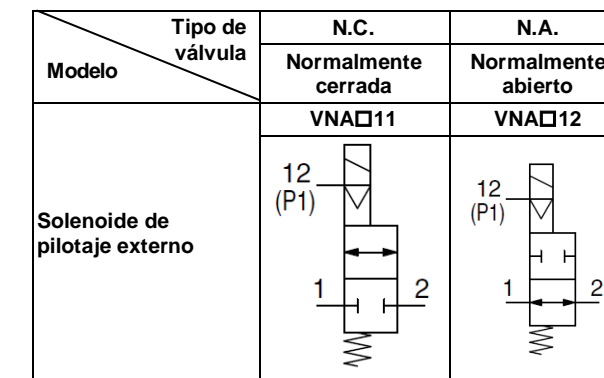 Tipo de
válvula
Modelo
N.C.
N.A.
Normalmente
cerrada
Normalmente
abierto
VNA□11
VNA□12
Solenoide de
pilotaje externo
12
(P1)
1
2
12
(P1)
1
2